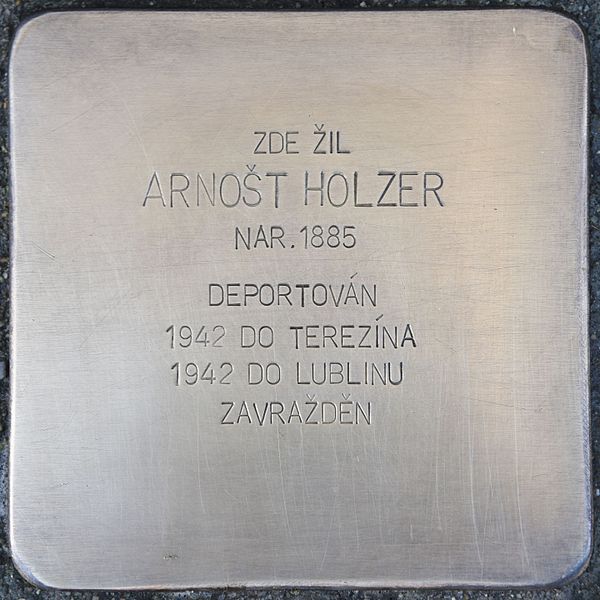 ZDE ŽIL
ARNOŠT HOLZER
NAR. 1885
DEPORTOVÁN
1942 DO TEREZÍNA
1942 DO LUBLINU
ZAVRAŽDĚN